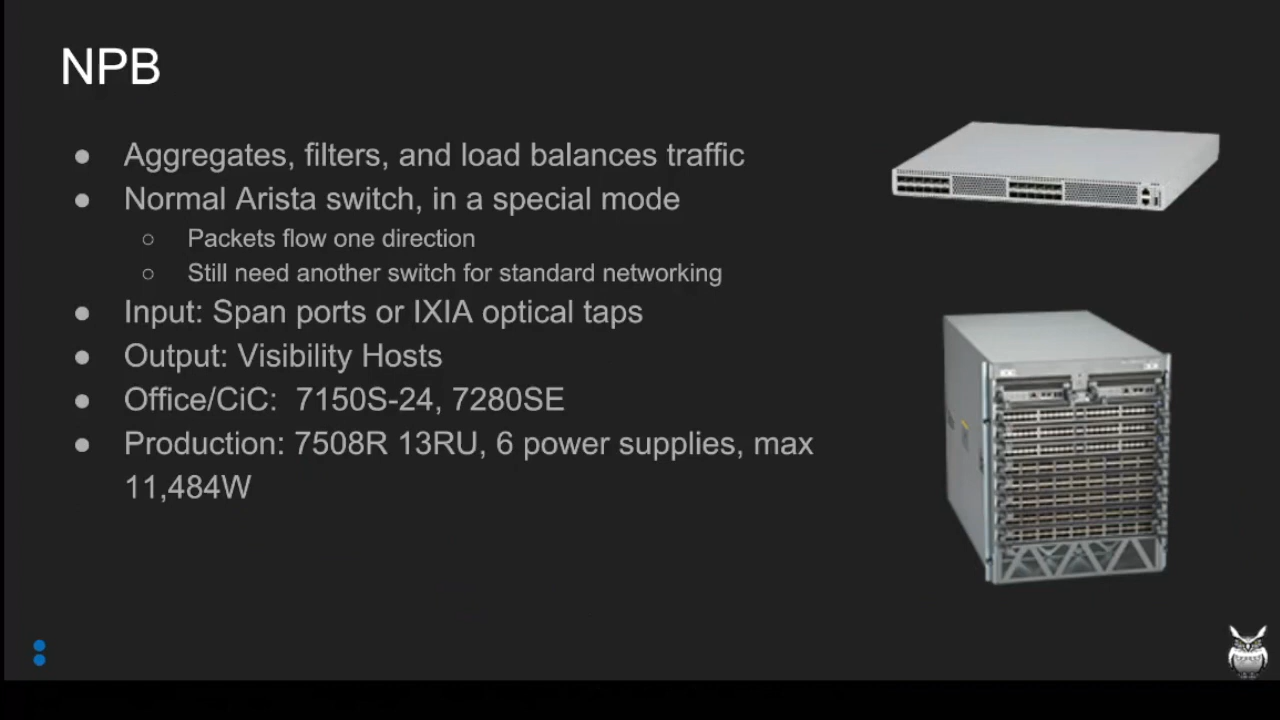 NPB
● Aggregates, filters, and load balances traffic
● Normal Arista switch, in a special mode
○ Packets flow one direction
○ Still need another switch for standard networking
● Input: Span ports or IXIA optical taps
● Output: Visibility Hosts
● Office/CiC:  7150S-24, 7280SE
● Production: 7508R 13RU, 6 power supplies, max
11,484W